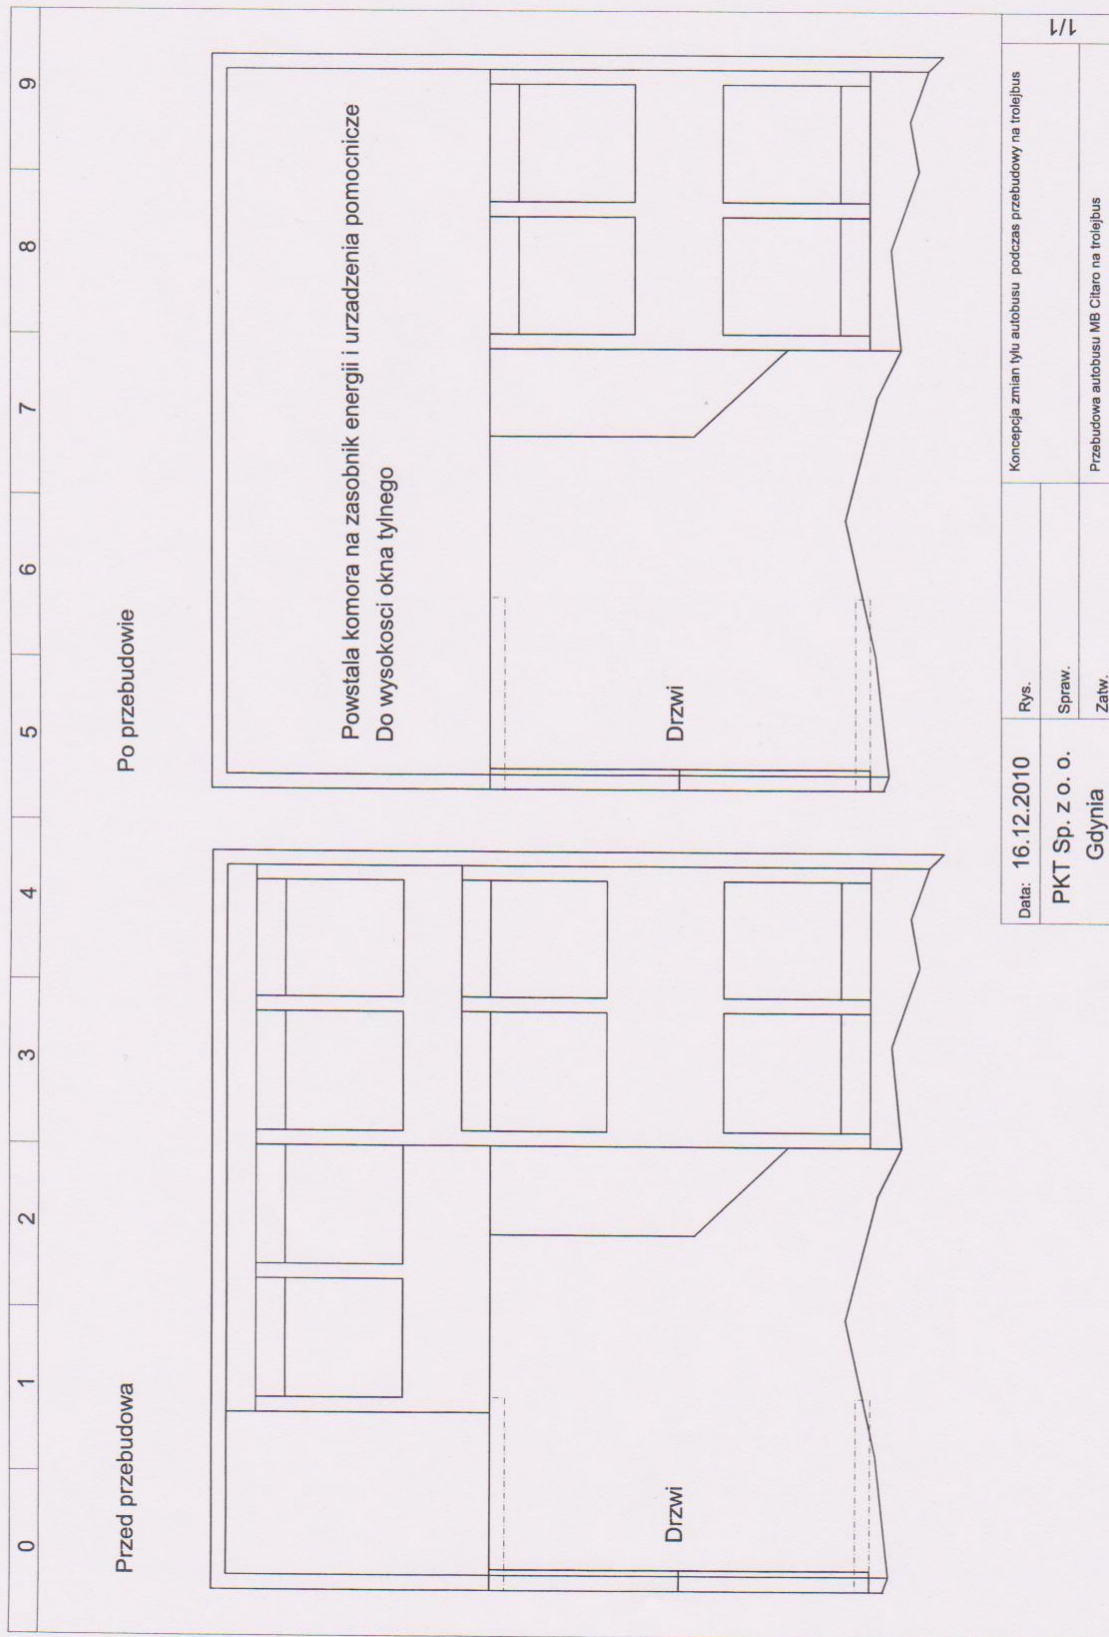 0 1 2 3 4 5 6 7 8 9
Przed przebudowa
Po przebudowie
Powstala komora na zasobnik energii i urzadzenia pomocnicze
Do wysokosci okna tylnego
Drzwi
Drzwi
Data: 16.12.2010
PKT Sp. z o. o.
Gdynia
Rys.
Spraw.
Zatw.
Koncepcja zmian tyłu autobusu podczas przebudowy na trolejbus
Przebudowa autobusu MB Citaro na trolejbus
1/1